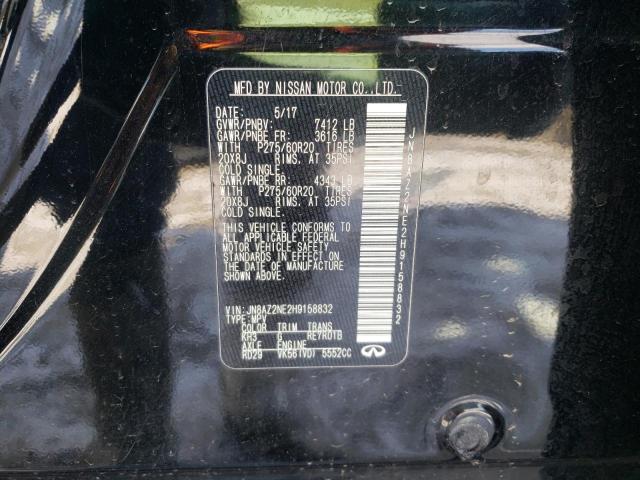 MFD BY NISSAN MOTOR CO.,LTD.
DATE: 5/17
GVWR/PNBV: 7412 LB
GAWR/PNBE FR: 3616 LB
WITH P275/60R20 TIRES
20X8J RIMS, AT 35PSI
COLD SINGLE.
GAWR/PNBE RR: 4343 LB
WITH P275/60R20 TIRES
20X8J RIMS, AT 35PSI
COLD SINGLE.
THIS VEHICLE CONFORMS TO
ALL APPLICABLE FEDERAL
MOTOR VEHICLE SAFETY
STANDARDS IN EFFECT ON
THE DATE OF MANUFACTURE
SHOWN ABOVE.
VIN: JN8AZ2NE2H9158832
TYPE: MPV
COLOR TRIM TRANS
KH3 G RE7R01B
AXLE ENGINE
RD29 VK56(VD) 5552CC
JN8AZ2NE2H9158832